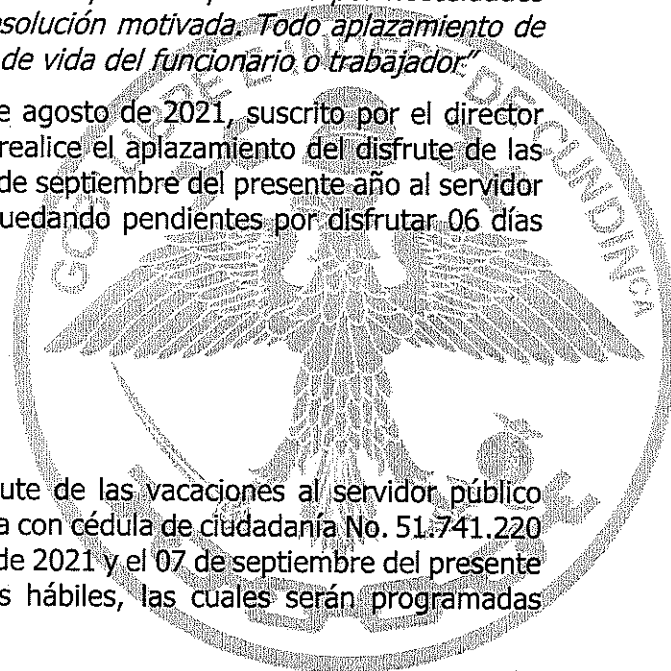 esolución motivada. Todo aplazamiento de
de vida del funcionario o trabajador."
e agosto de 2021, suscrito por el director
realice el aplazamiento del disfrute de las
de septiembre del presente año al servidor
uedando pendientes por disfrutar 06 días
ute de las vacaciones al servidor público
a con cédula de ciudadanía No. 51.741.220
de 2021 y el 07 de septiembre del presente
s hábiles, las cuales serán programadas
DE CUNDINCA